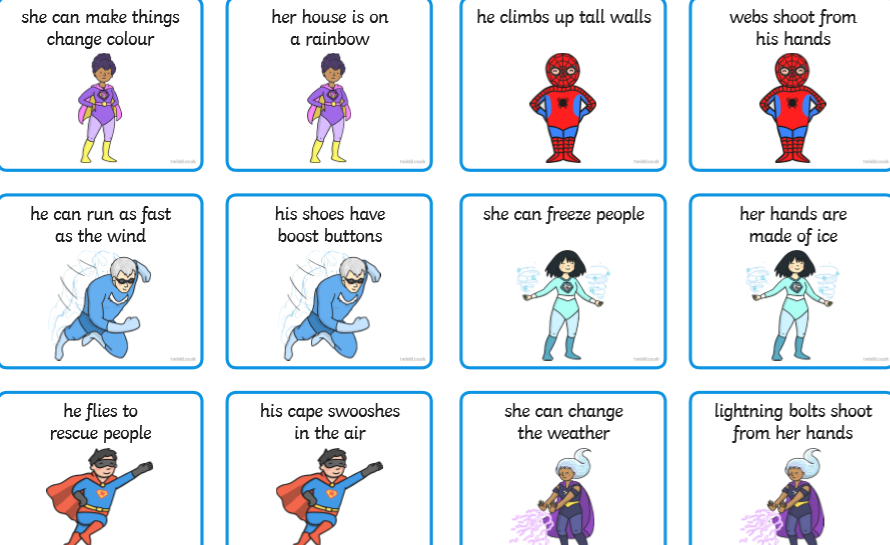 she can make things
change colour
her house is on
a rainbow
he climbs up tall walls
webs shoot from
his hands
he can run as fast
as the wind
his shoes have
boost buttons
she can freeze people
her hands are
made of ice
he flies to
rescue people
his cape swooshes
in the air
she can change
the weather
lightning bolts shoot
from her hands